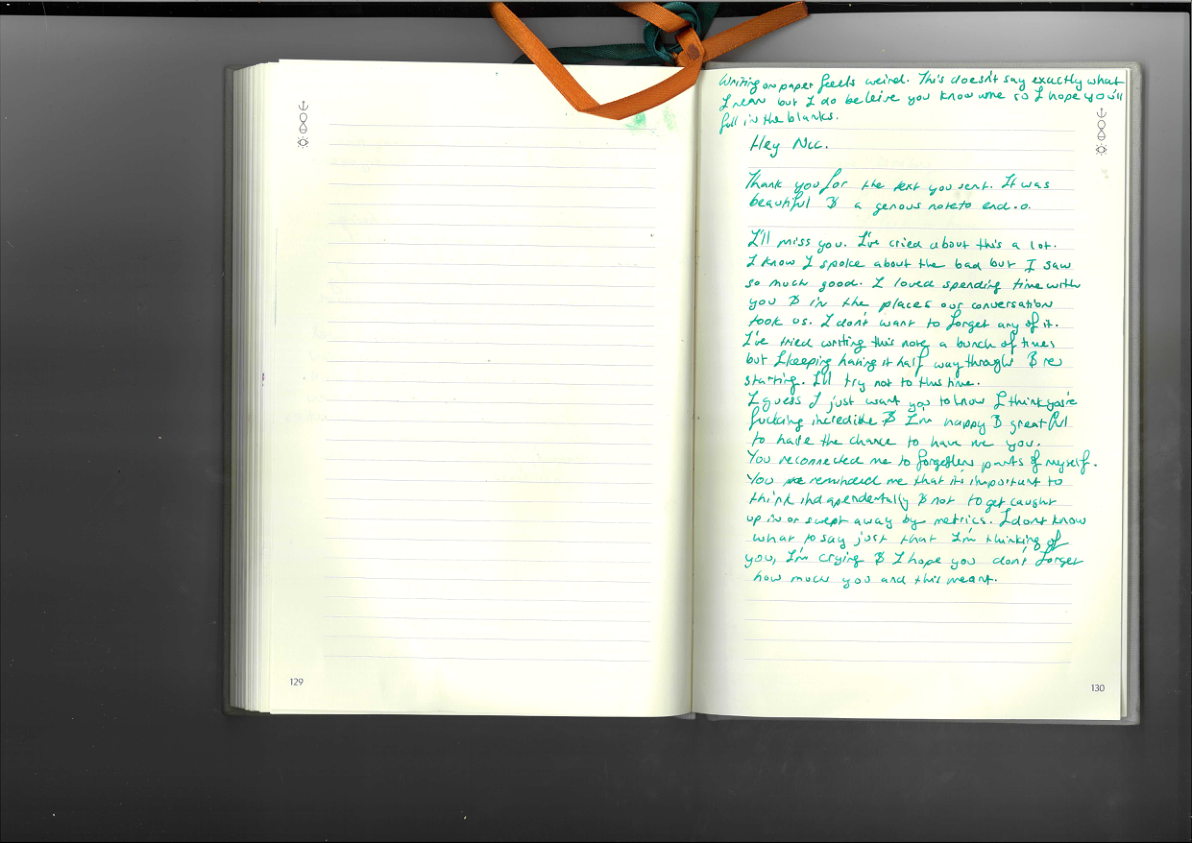 Writing on paper feels weird. This doesn't say exactly what
I mean but I do beleive you know me so I hope you'll
fill in the blanks.
Hey Nic.
Thank you for the text you sent. It was
beautiful & a genous note to end.o.
I'll miss you. I've cried about this a lot.
I know I spoke about the bad but I saw
so much good. I loved spending time with
you & in the places our conversation
took us. I don't want to forget any of it.
I've tried writing this note a bunch of times
but I keeping hating it half way through & re
starting. I'll try not to this time.
I guess I just want you to know I think you're
fucking incredible & I'm happy & greatful
to have the chance to have me you.
You reconnected me to forgotten parts of myself.
You reminded me that it's important to
think indapendentally & not to get caught
up in or swept away by metrics. I dont know
what to say just that I'm thinking of
you, I'm crying & I hope you don't forget
how much you and this meant.
129
130